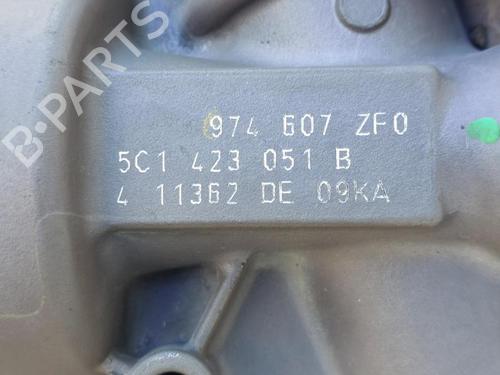 B-PARTS
974 607 ZF0
5C1 423 051 B
4 11362 DE 09KA